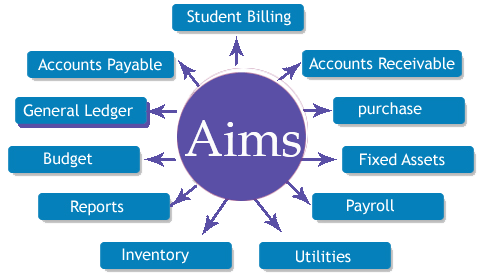 Student Billing
Accounts Payable
Accounts Receivable
General Ledger
purchase
Aims
Budget
Fixed Assets
Reports
Payroll
Inventory
Utilities